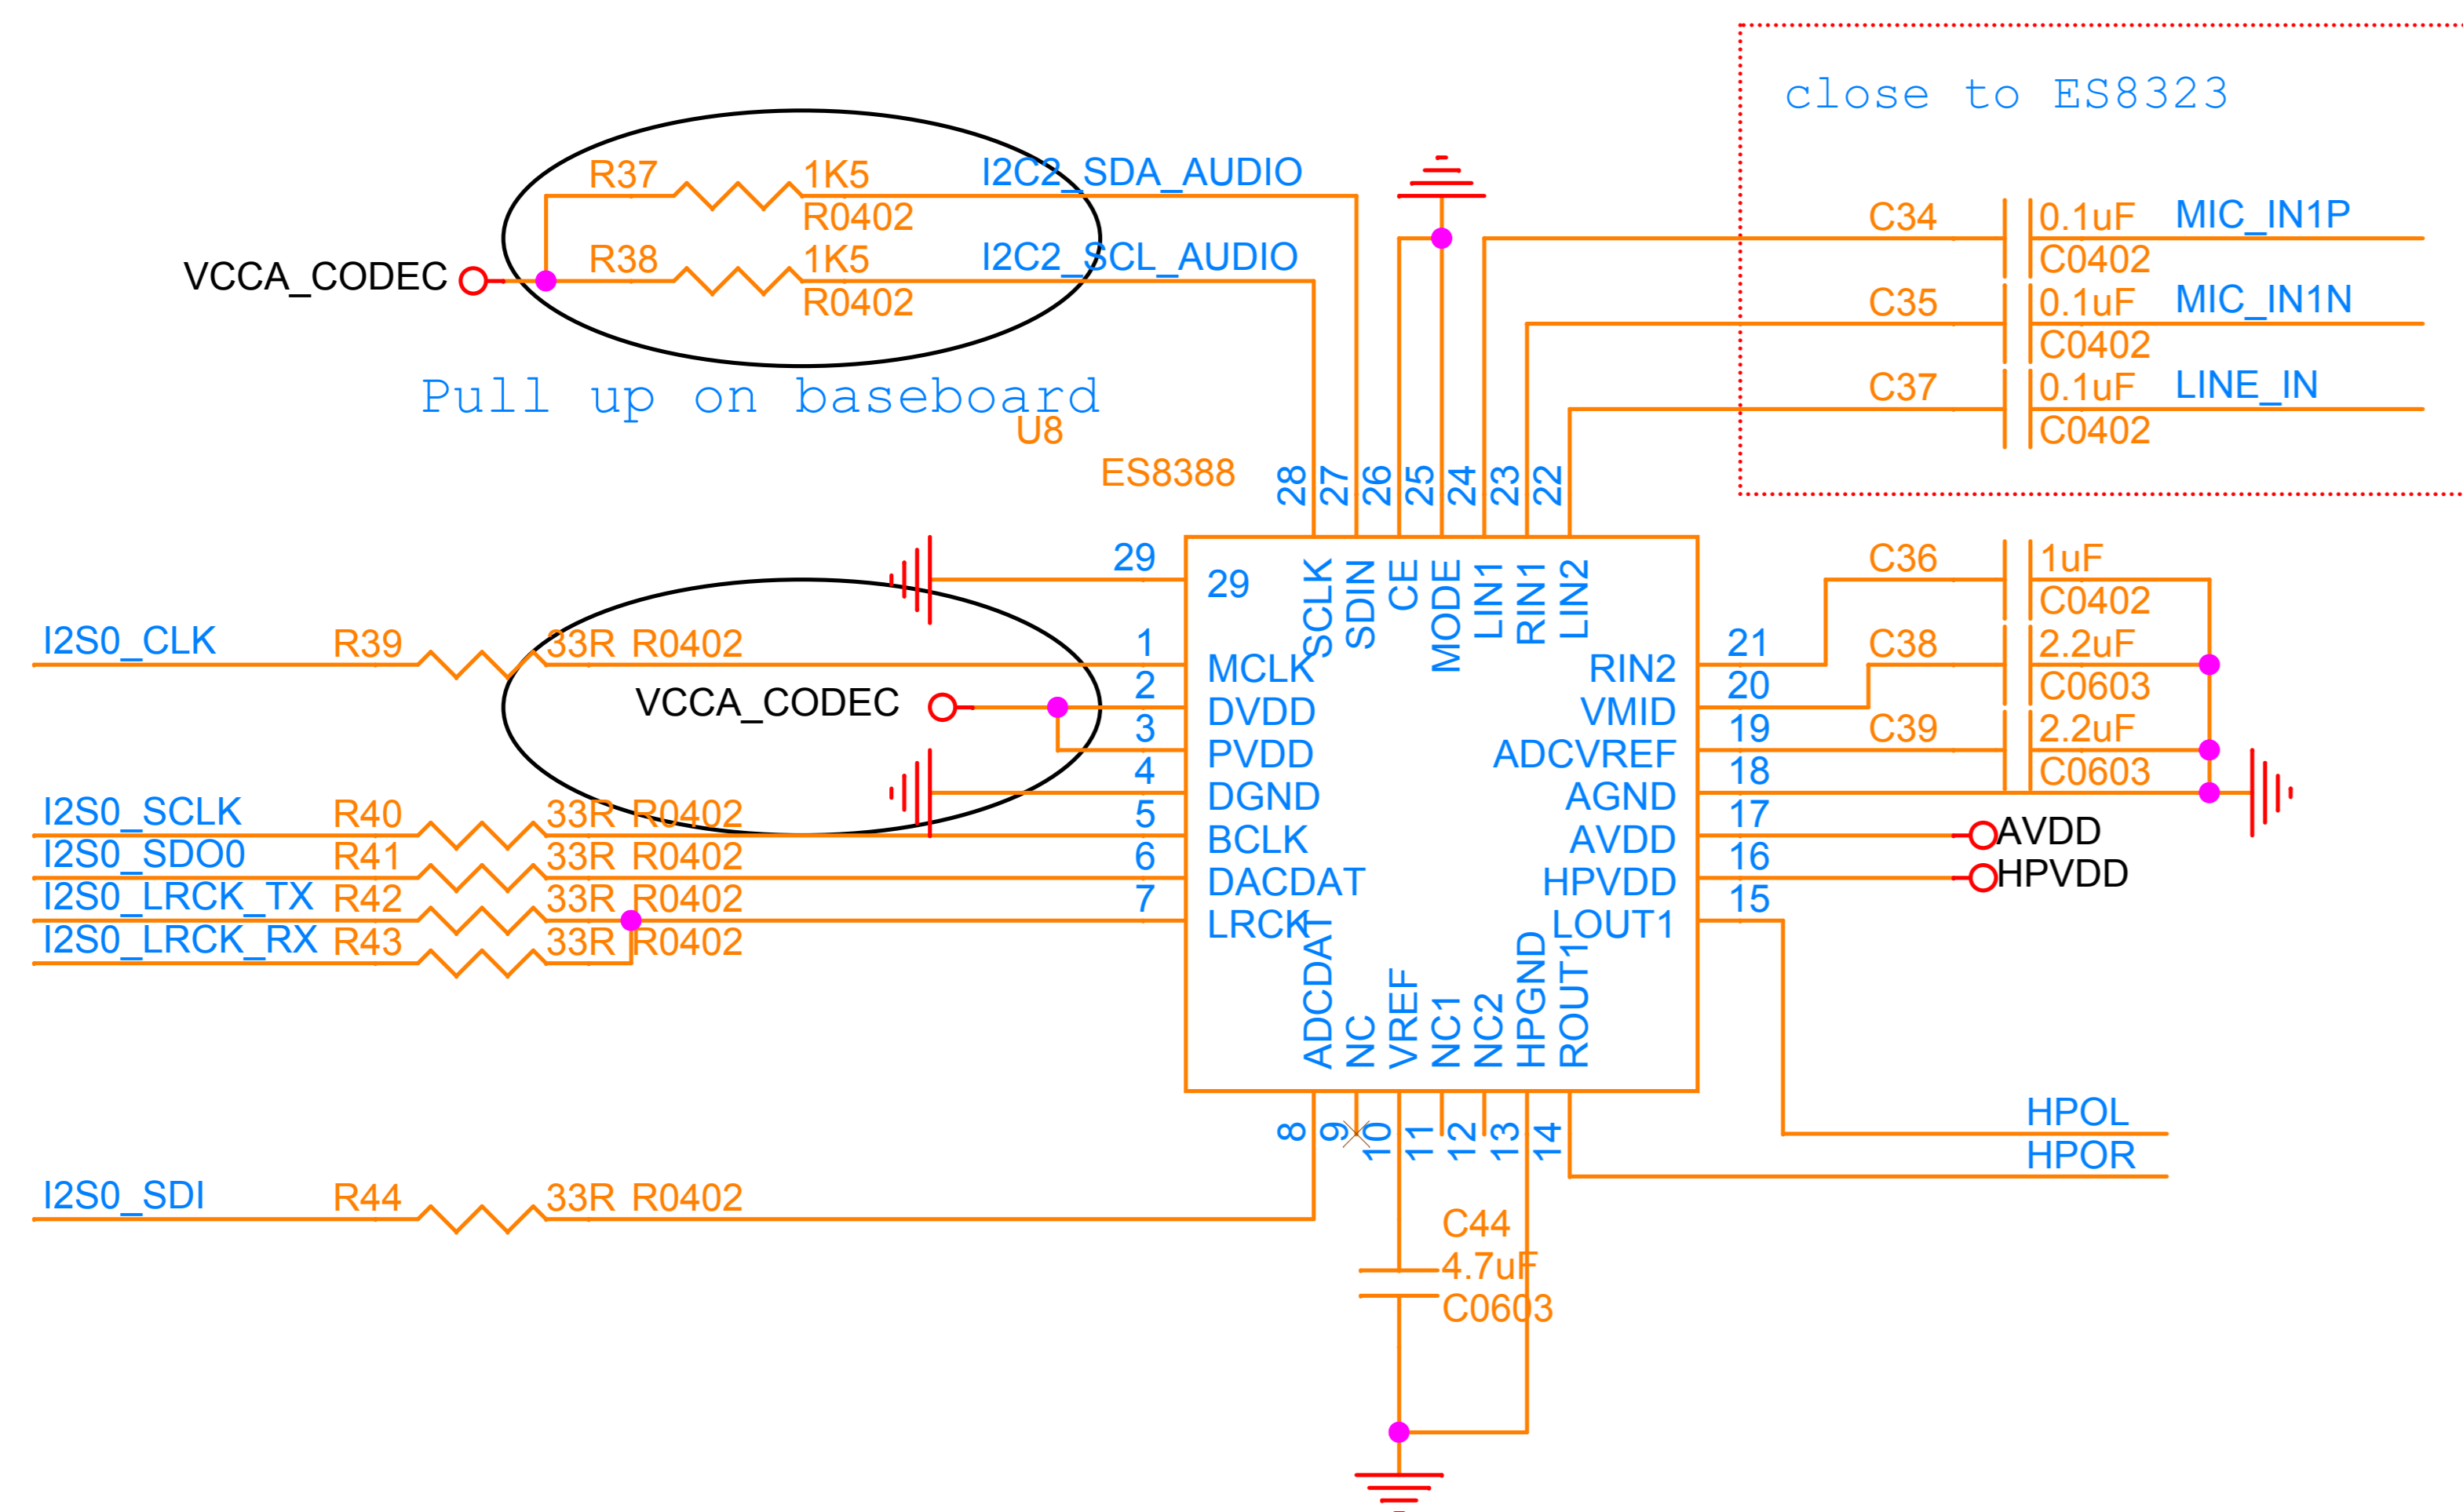 close to ES8323
R37 1K5 I2C2_SDA_AUDIO
R0402
R38 1K5 I2C2_SCL_AUDIO
R0402
VCCA_CODEC
Pull up on baseboard
C34 0.1uF MIC_IN1P
C0402
C35 0.1uF MIC_IN1N
C0402
C37 0.1uF LINE_IN
C0402
U8
ES8388
28 27 26 25 24 23 22
SCLK SDIN CE MODE LIN1 RIN1 LIN2
29 29
I2S0_CLK R39 33R R0402 1 MCLK
VCCA_CODEC 2 DVDD
3 PVDD
4 DGND
I2S0_SCLK R40 33R R0402 5 BCLK
I2S0_SDO0 R41 33R R0402 6 DACDAT
I2S0_LRCK_TX R42 33R R0402 7 LRCK
I2S0_LRCK_RX R43 33R R0402
C36 1uF
C0402
RIN2 21 C38 2.2uF
C0603
VMID 20
ADCVREF 19 C39 2.2uF
C0603
AGND 18
AVDD 17 AVDD
HPVDD 16 HPVDD
LOUT1 15
ADCDAT NC VREF NC1 NC2 HPGND ROUT1
8 9 10 11 12 13 14
HPOL
HPOR
I2S0_SDI R44 33R R0402
C44
4.7uF
C0603